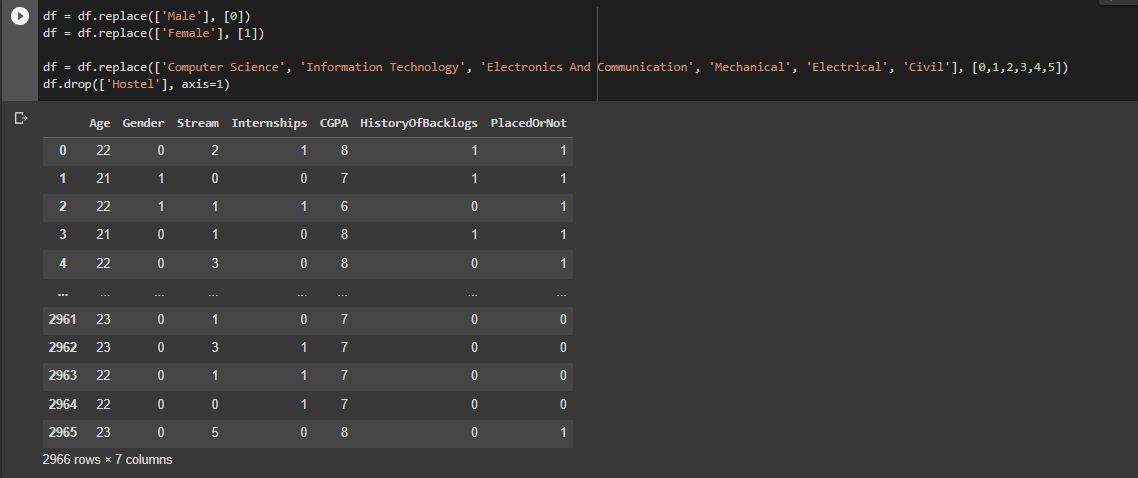 df = df.replace(['Male'], [0])
df = df.replace(['Female'], [1])
df = df.replace(['Computer Science', 'Information Technology', 'Electronics And Communication', 'Mechanical', 'Electrical', 'Civil'], [0,1,2,3,4,5])
df.drop(['Hostel'], axis=1)
Age Gender Stream Internships CGPA HistoryOfBacklogs PlacedOrNot
0 22 0 2 1 8 1 1
1 21 1 0 0 7 1 1
2 22 1 1 1 6 0 1
3 21 0 1 0 8 1 1
4 22 0 3 0 8 0 1
... ... ... ... ... ... ... ...
2961 23 0 1 0 7 0 0
2962 23 0 3 1 7 0 0
2963 22 0 1 1 7 0 0
2964 22 0 0 1 7 0 0
2965 23 0 5 0 8 0 1
2966 rows × 7 columns